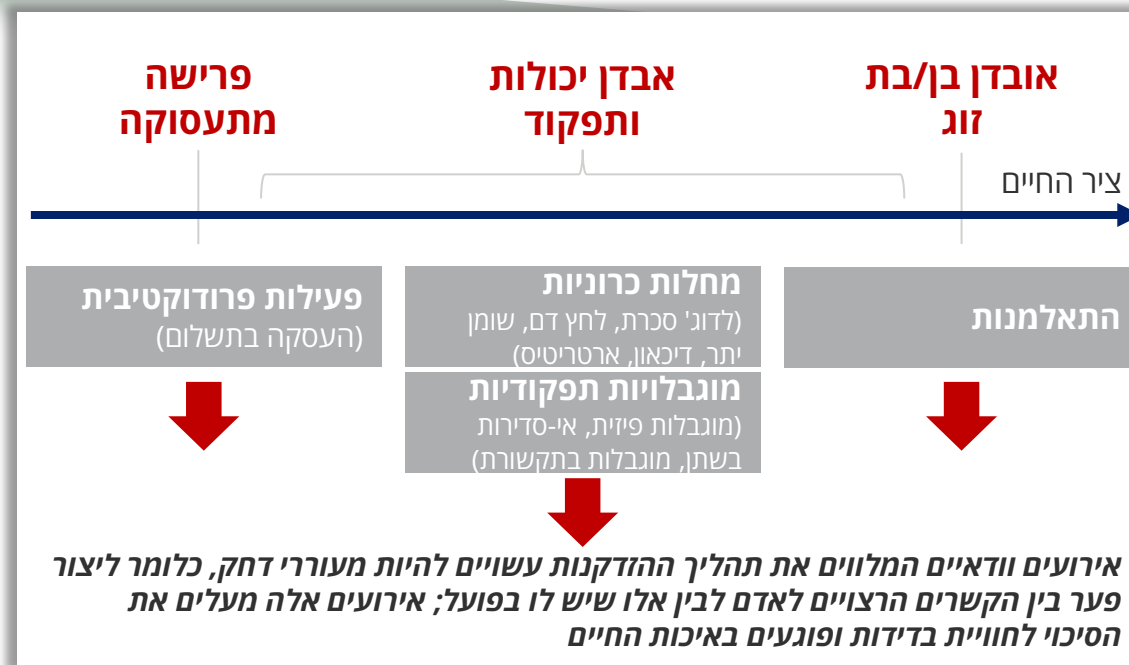 פרישה
מתעסוקה
אבדן יכולות
ותפקוד
אובדן בן/בת
זוג
ציר החיים
פעילות פרודוקטיבית
(העסקה בתשלום)
מחלות כרוניות
(לדוג' סכרת, לחץ דם, שומן
יתר, דיכאון, ארטריטיס)
מוגבלויות תפקודיות
(מוגבלות פיזית, אי-סדירות
בשתן, מוגבלות בתקשורת)
התאלמנות
אירועים וודאיים המלווים את תהליך ההזדקנות עשויים להיות מעוררי דחק, כלומר ליצור
פער בין הקשרים הרצויים לאדם לבין אלו שיש לו בפועל; אירועים אלה מעלים את
הסיכוי לחוויית בדידות ופוגעים באיכות החיים